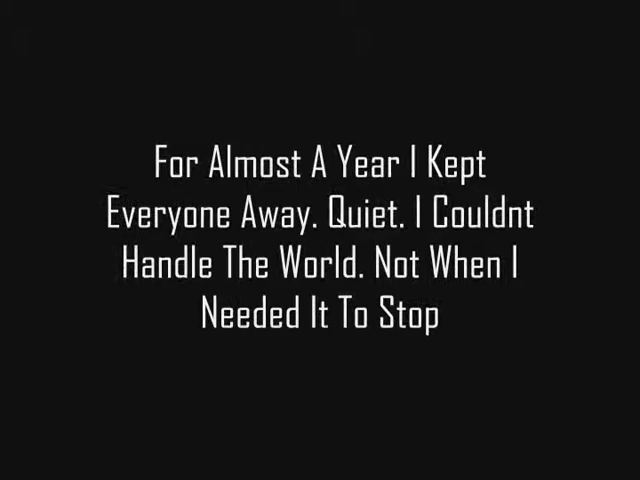 For Almost A Year I Kept
Everyone Away. Quiet. I Couldnt
Handle The World. Not When I
Needed It To Stop